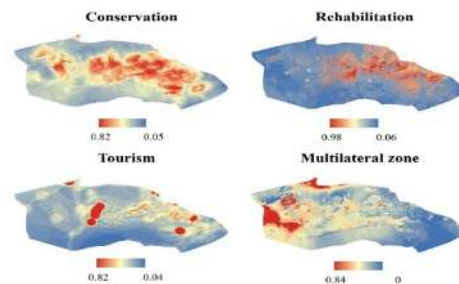 Conservation
Rehabilitation
0.82 0.05
0.98 0.06
Tourism
Multilateral zone
0.82 0.04
0.84 0